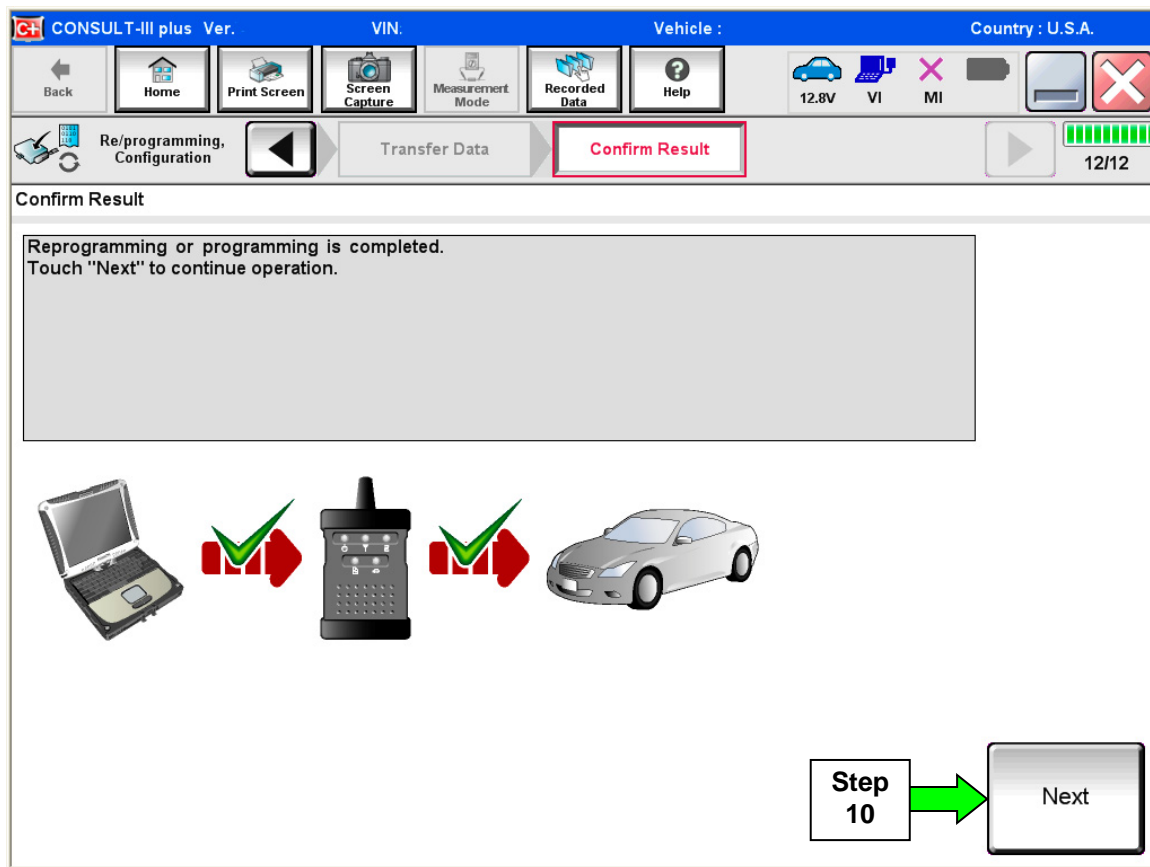 C+ CONSULT-III plus Ver. VIN: Vehicle : Country : U.S.A.
Back
Home
Print Screen
Screen
Capture
Measurement
Mode
Recorded
Data
Help
12.8V
VI
MI
Re/programming,
Configuration
Transfer Data
Confirm Result
12/12
Confirm Result
Reprogramming or programming is completed.
Touch "Next" to continue operation.
Step
10
Next